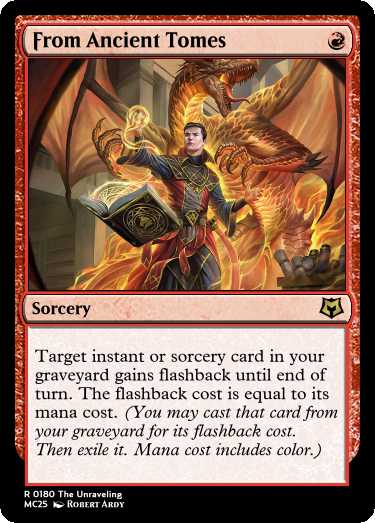 From Ancient Tomes
Sorcery
Target instant or sorcery card in your
graveyard gains flashback until end of
turn. The flashback cost is equal to its
mana cost. (You may cast that card from
your graveyard for its flashback cost.
Then exile it. Mana cost includes color.)
R 0180 The Unraveling
MC25 Robert Ardy